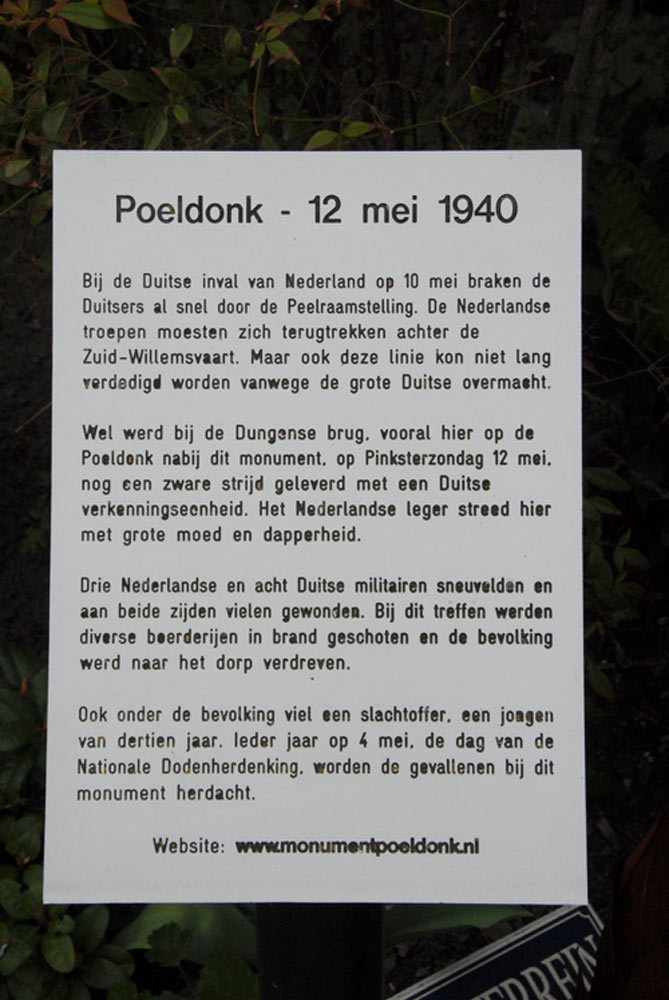 Poeldonk - 12 mei 1940
Bij de Duitse inval van Nederland op 10 mei braken de
Duitsers al snel door de Peelraamstelling. De Nederlandse
troepen moesten zich terugtrekken achter de
Zuid-Willemsvaart. Maar ook deze linie kon niet lang
verdedigd worden vanwege de grote Duitse overmacht.
Wel werd bij de Dungense brug, vooral hier op de
Poeldonk nabij dit monument, op Pinksterzondag 12 mei,
nog een zware strijd geleverd met een Duitse
verkenningseenheid. Het Nederlandse leger streed hier
met grote moed en dapperheid.
Drie Nederlandse en acht Duitse militairen sneuvelden en
aan beide zijden vielen gewonden. Bij dit treffen werden
diverse boerderijen in brand geschoten en de bevolking
werd naar het dorp verdreven.
Ook onder de bevolking viel een slachtoffer, een jongen
van dertien jaar. Ieder jaar op 4 mei, de dag van de
Nationale Dodenherdenking, worden de gevallenen bij dit
monument herdacht.
Website: www.monumentpoeldonk.nl